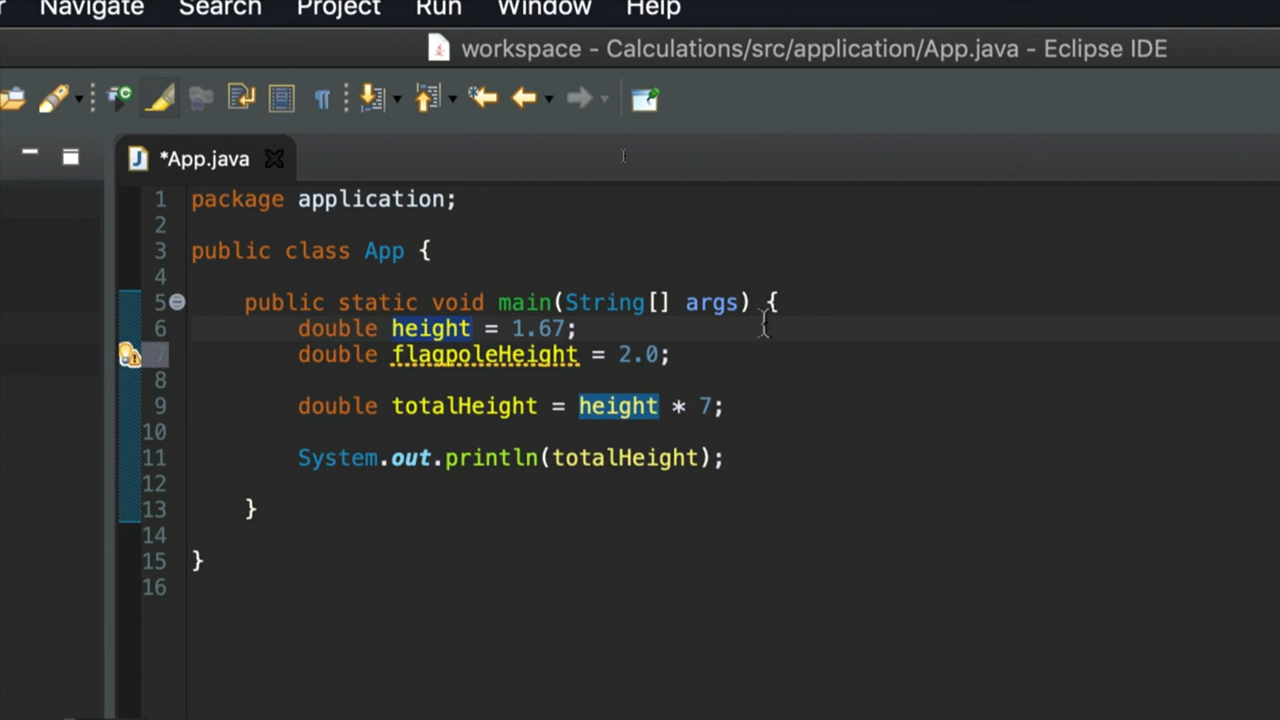 Navigate Search Project Run Window Help
workspace - Calculations/src/application/App.java - Eclipse IDE
*App.java
1 package application;
2
3 public class App {
4
5 public static void main(String[] args) {
6 double height = 1.67;
7 double flagpoleHeight = 2.0;
8
9 double totalHeight = height * 7;
10
11 System.out.println(totalHeight);
12
13 }
14
15 }
16